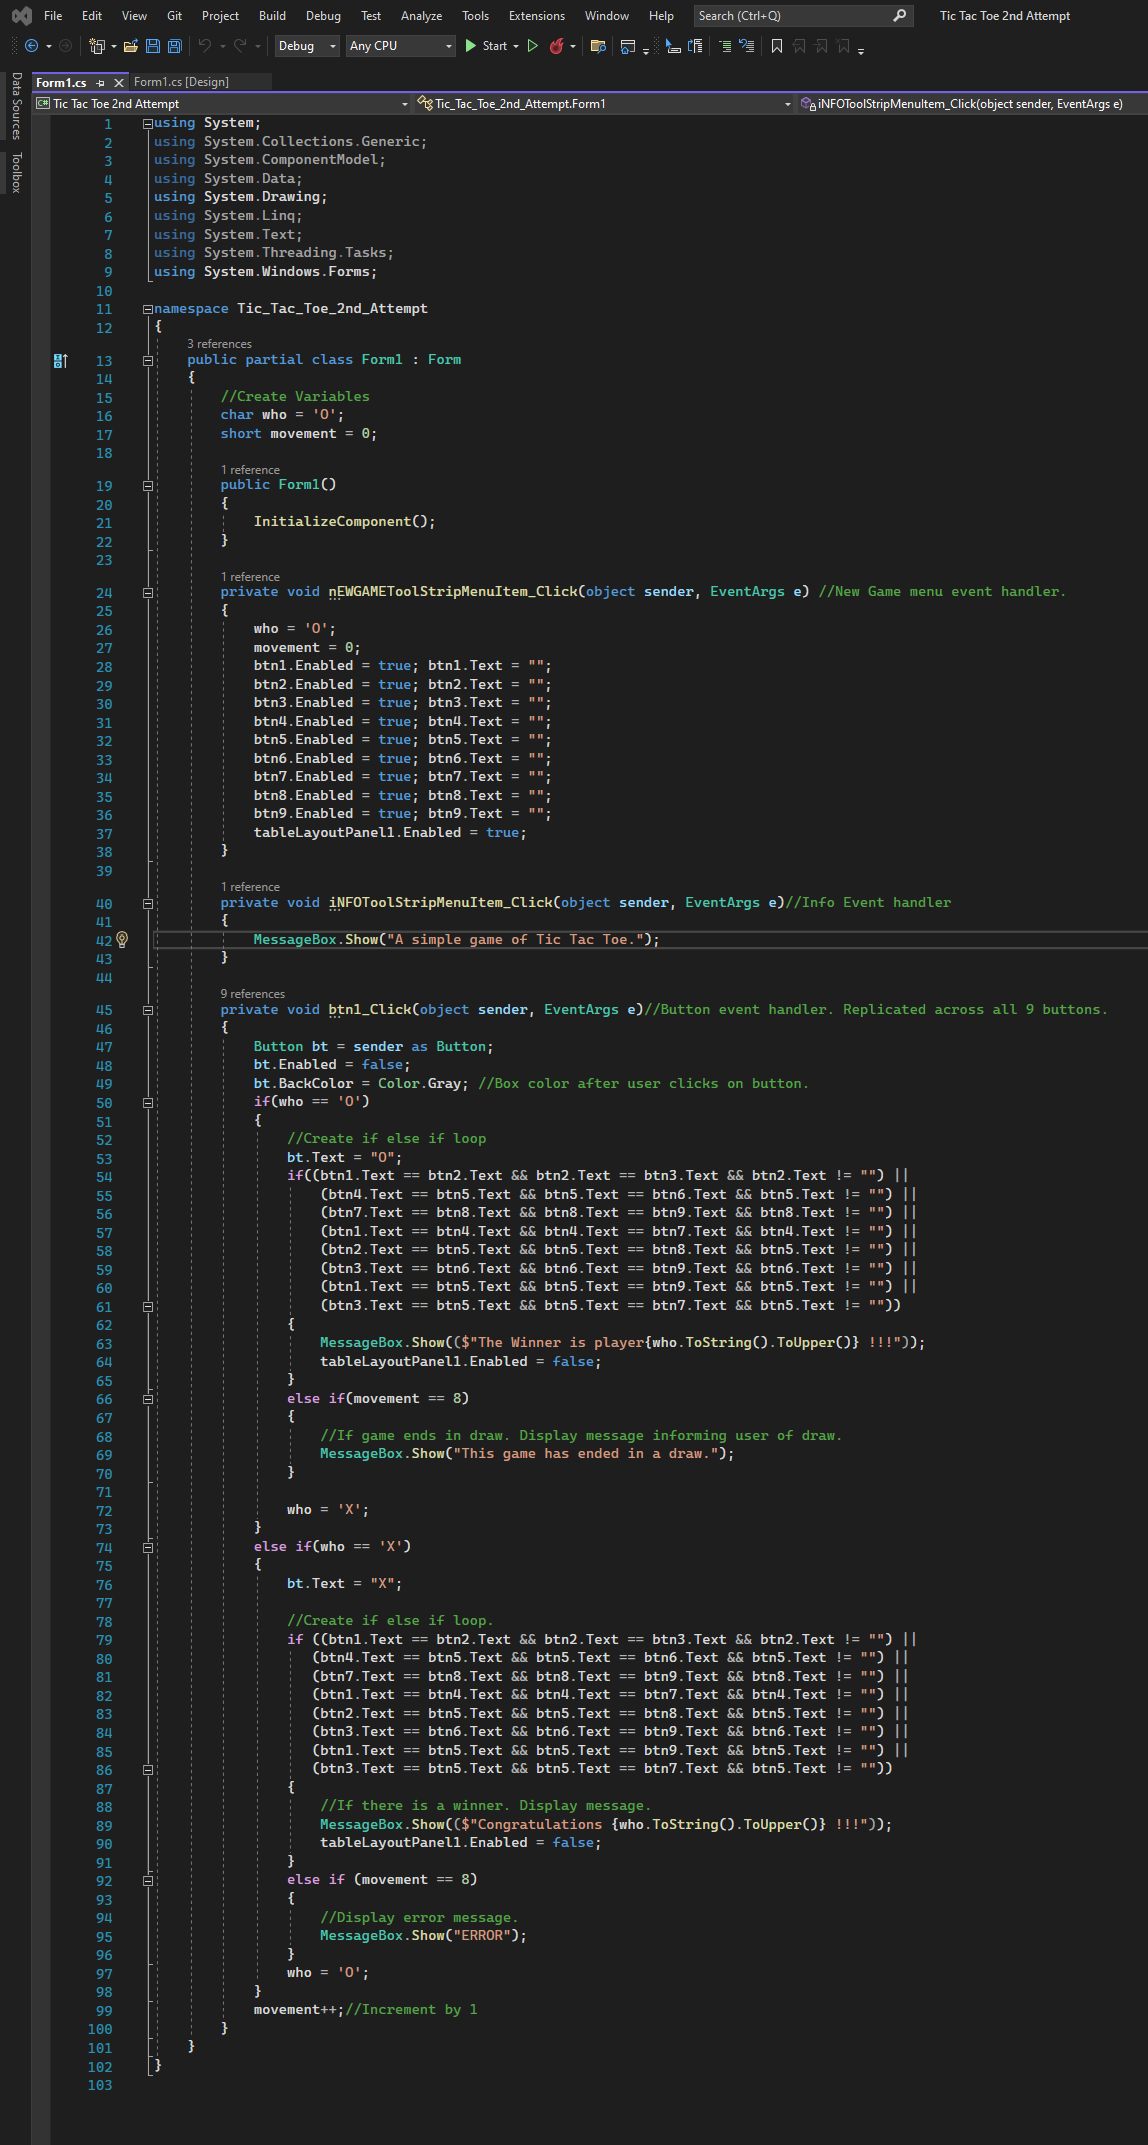 File Edit View Git Project Build Debug Test Analyze Tools Extensions Window Help Search (Ctrl+Q) Tic Tac Toe 2nd Attempt
Debug Any CPU Start
Data Sources
Toolbox
Form1.cs Form1.cs [Design]
C# Tic Tac Toe 2nd Attempt Tic_Tac_Toe_2nd_Attempt.Form1 iNFOToolStripMenuItem_Click(object sender, EventArgs e)
1 using System;
2 using System.Collections.Generic;
3 using System.ComponentModel;
4 using System.Data;
5 using System.Drawing;
6 using System.Linq;
7 using System.Text;
8 using System.Threading.Tasks;
9 using System.Windows.Forms;
10
11 namespace Tic_Tac_Toe_2nd_Attempt
12 {
3 references
13 public partial class Form1 : Form
14 {
15 //Create Variables
16 char who = 'O';
17 short movement = 0;
18
1 reference
19 public Form1()
20 {
21 InitializeComponent();
22 }
23
1 reference
24 private void nEWGAMEToolStripMenuItem_Click(object sender, EventArgs e) //New Game menu event handler.
25 {
26 who = 'O';
27 movement = 0;
28 btn1.Enabled = true; btn1.Text = "";
29 btn2.Enabled = true; btn2.Text = "";
30 btn3.Enabled = true; btn3.Text = "";
31 btn4.Enabled = true; btn4.Text = "";
32 btn5.Enabled = true; btn5.Text = "";
33 btn6.Enabled = true; btn6.Text = "";
34 btn7.Enabled = true; btn7.Text = "";
35 btn8.Enabled = true; btn8.Text = "";
36 btn9.Enabled = true; btn9.Text = "";
37 tableLayoutPanel1.Enabled = true;
38 }
39
1 reference
40 private void iNFOToolStripMenuItem_Click(object sender, EventArgs e)//Info Event handler
41 {
42 MessageBox.Show("A simple game of Tic Tac Toe.");
43 }
44
9 references
45 private void btn1_Click(object sender, EventArgs e)//Button event handler. Replicated across all 9 buttons.
46 {
47 Button bt = sender as Button;
48 bt.Enabled = false;
49 bt.BackColor = Color.Gray; //Box color after user clicks on button.
50 if(who == 'O')
51 {
52 //Create if else if loop
53 bt.Text = "O";
54 if((btn1.Text == btn2.Text && btn2.Text == btn3.Text && btn2.Text != "") ||
55 (btn4.Text == btn5.Text && btn5.Text == btn6.Text && btn5.Text != "") ||
56 (btn7.Text == btn8.Text && btn8.Text == btn9.Text && btn8.Text != "") ||
57 (btn1.Text == btn4.Text && btn4.Text == btn7.Text && btn4.Text != "") ||
58 (btn2.Text == btn5.Text && btn5.Text == btn8.Text && btn5.Text != "") ||
59 (btn3.Text == btn6.Text && btn6.Text == btn9.Text && btn6.Text != "") ||
60 (btn1.Text == btn5.Text && btn5.Text == btn9.Text && btn5.Text != "") ||
61 (btn3.Text == btn5.Text && btn5.Text == btn7.Text && btn5.Text != ""))
62 {
63 MessageBox.Show(($"The Winner is player{who.ToString().ToUpper()} !!!"));
64 tableLayoutPanel1.Enabled = false;
65 }
66 else if(movement == 8)
67 {
68 //If game ends in draw. Display message informing user of draw.
69 MessageBox.Show("This game has ended in a draw.");
70 }
71
72 who = 'X';
73 }
74 else if(who == 'X')
75 {
76 bt.Text = "X";
77
78 //Create if else if loop.
79 if ((btn1.Text == btn2.Text && btn2.Text == btn3.Text && btn2.Text != "") ||
80 (btn4.Text == btn5.Text && btn5.Text == btn6.Text && btn5.Text != "") ||
81 (btn7.Text == btn8.Text && btn8.Text == btn9.Text && btn8.Text != "") ||
82 (btn1.Text == btn4.Text && btn4.Text == btn7.Text && btn4.Text != "") ||
83 (btn2.Text == btn5.Text && btn5.Text == btn8.Text && btn5.Text != "") ||
84 (btn3.Text == btn6.Text && btn6.Text == btn9.Text && btn6.Text != "") ||
85 (btn1.Text == btn5.Text && btn5.Text == btn9.Text && btn5.Text != "") ||
86 (btn3.Text == btn5.Text && btn5.Text == btn7.Text && btn5.Text != ""))
87 {
88 //If there is a winner. Display message.
89 MessageBox.Show(($"Congratulations {who.ToString().ToUpper()} !!!"));
90 tableLayoutPanel1.Enabled = false;
91 }
92 else if (movement == 8)
93 {
94 //Display error message.
95 MessageBox.Show("ERROR");
96 }
97 who = 'O';
98 }
99 movement++;//Increment by 1
100 }
101 }
102 }
103